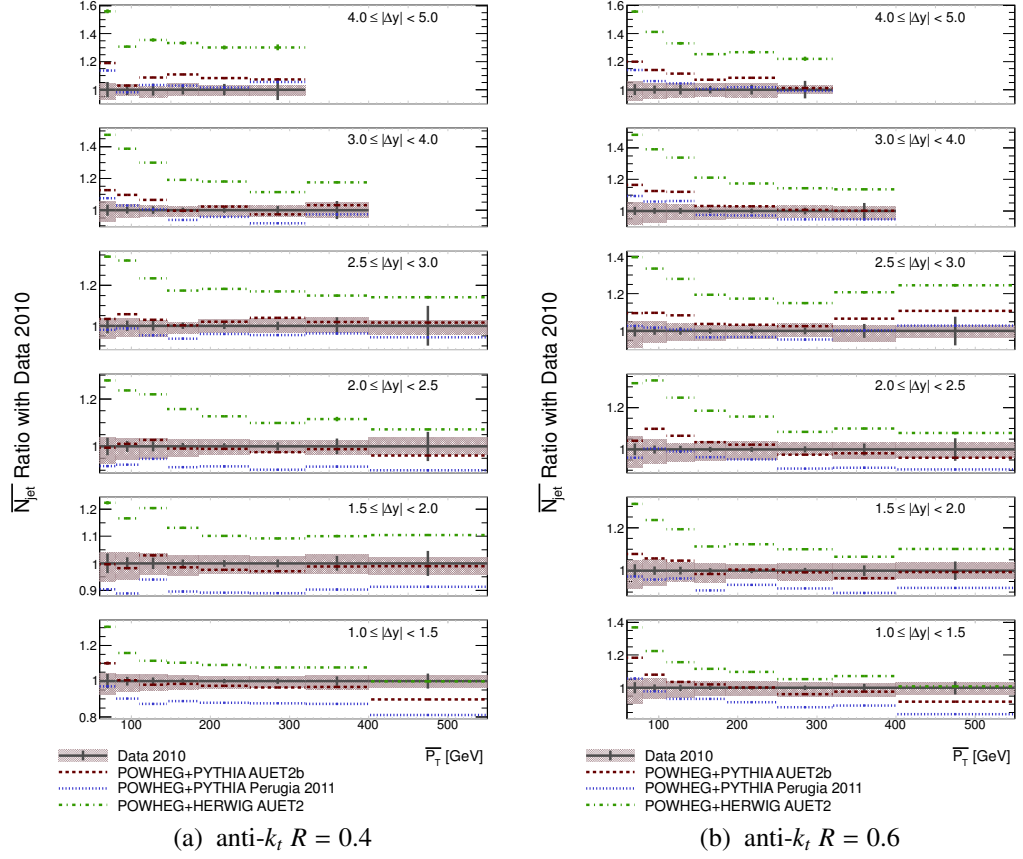 N̅_jet Ratio with Data 2010
1.6
1.4
1.2
1
4.0 ≤ |Δy| < 5.0
1.4
1.2
1
3.0 ≤ |Δy| < 4.0
1.2
1
2.5 ≤ |Δy| < 3.0
1.2
1
2.0 ≤ |Δy| < 2.5
1.2
1.1
1
0.9
1.5 ≤ |Δy| < 2.0
1.2
1
0.8
1.0 ≤ |Δy| < 1.5
100 200 300 400 500
P̅_T [GeV]
Data 2010
POWHEG+PYTHIA AUET2b
POWHEG+PYTHIA Perugia 2011
POWHEG+HERWIG AUET2
(a) anti-k_t R = 0.4
N̅_jet Ratio with Data 2010
1.6
1.4
1.2
1
4.0 ≤ |Δy| < 5.0
1.4
1.2
1
3.0 ≤ |Δy| < 4.0
1.4
1.2
1
2.5 ≤ |Δy| < 3.0
1.2
1
2.0 ≤ |Δy| < 2.5
1.2
1
1.5 ≤ |Δy| < 2.0
1.4
1.2
1
1.0 ≤ |Δy| < 1.5
100 200 300 400 500
P̅_T [GeV]
Data 2010
POWHEG+PYTHIA AUET2b
POWHEG+PYTHIA Perugia 2011
POWHEG+HERWIG AUET2
(b) anti-k_t R = 0.6